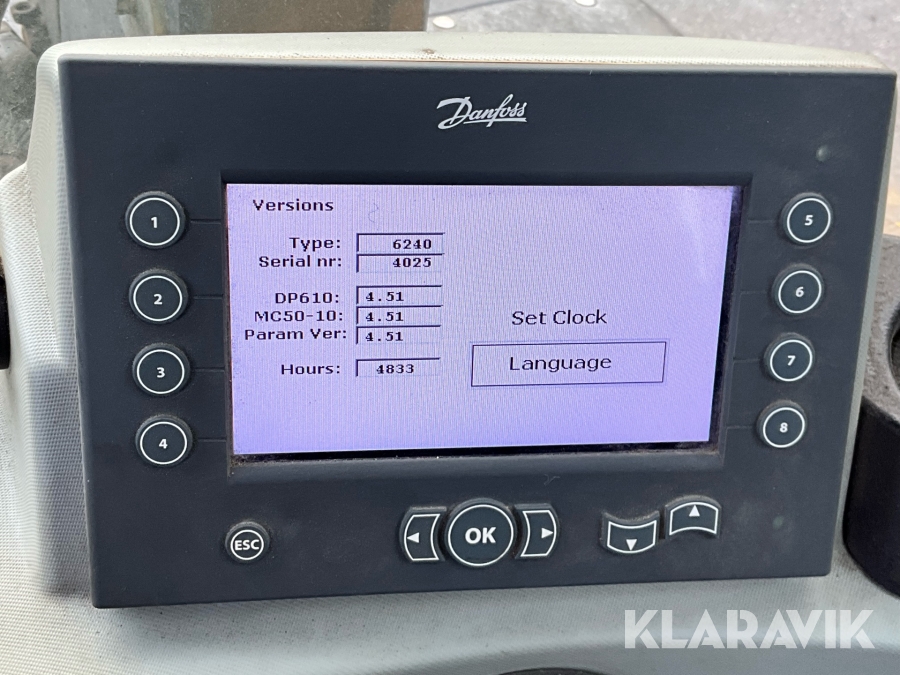 Danfoss
Versions
Type: 6240
Serial nr: 4025
DP610: 4.51
MC50-10: 4.51
Param Ver: 4.51
Hours: 4833
Set Clock
Language
1
2
3
4
5
6
7
8
ESC
OK
KLARAVIK